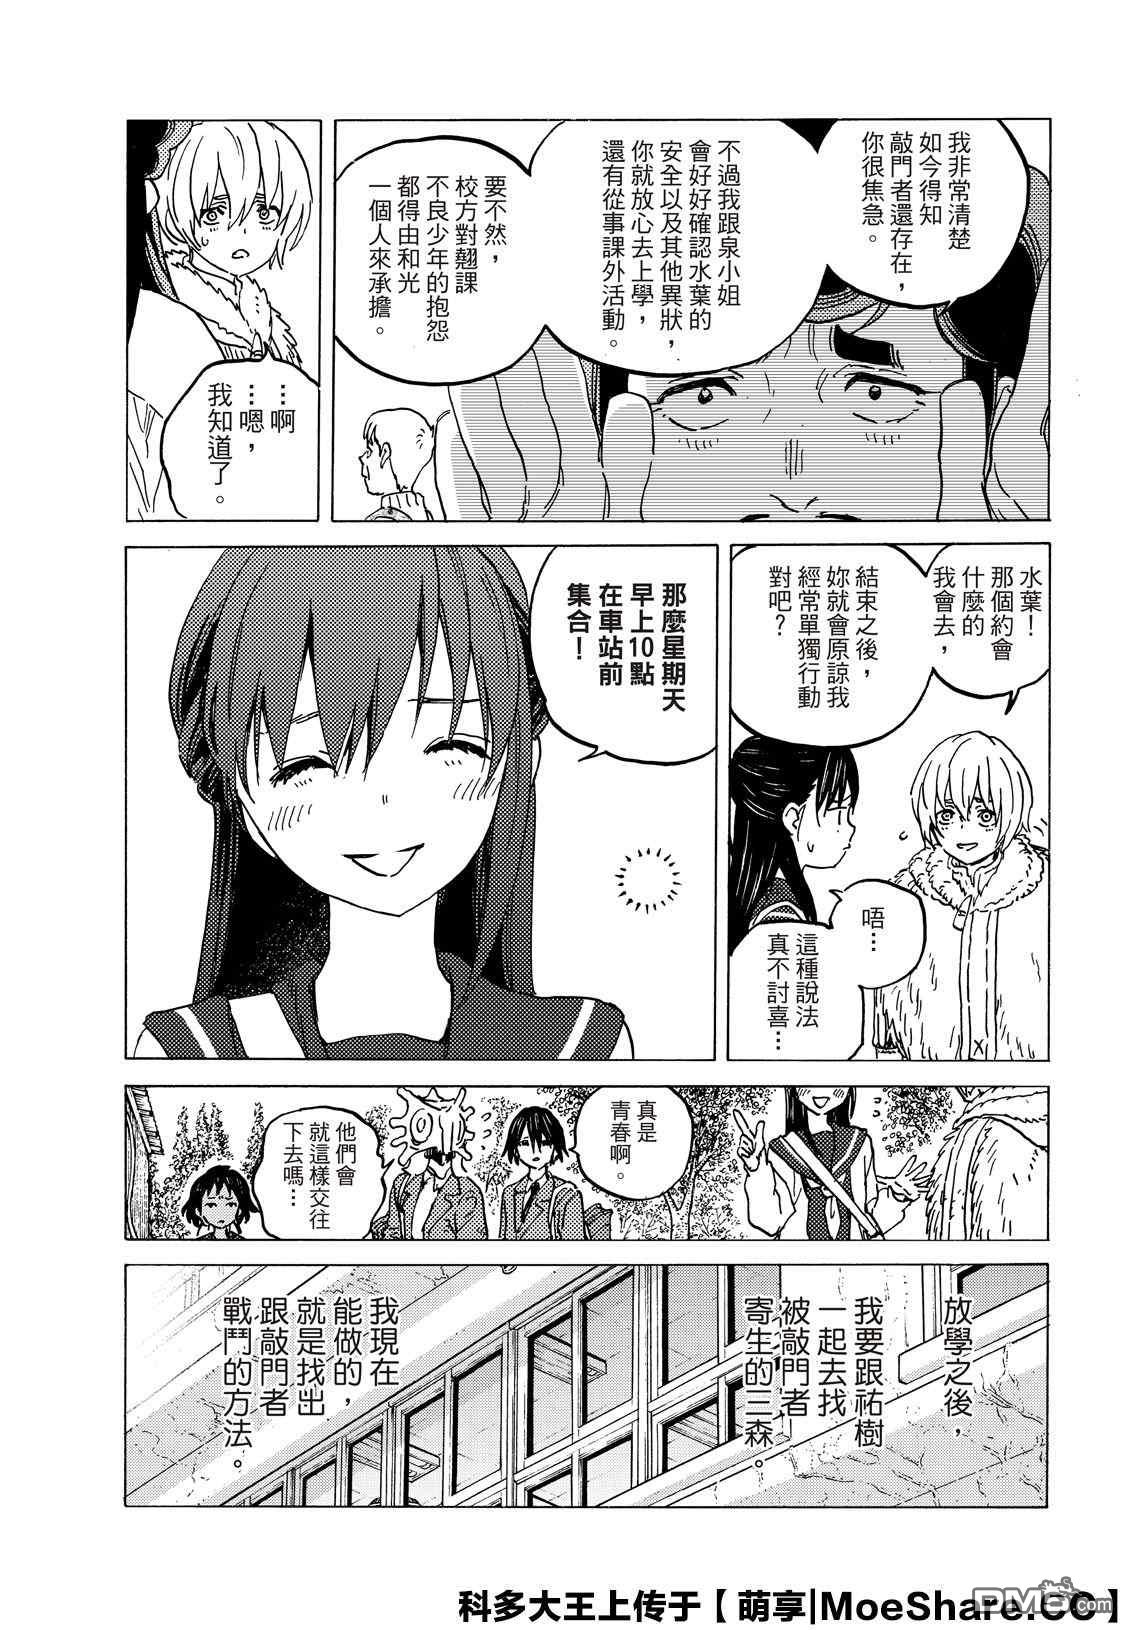 我非常清楚
如今得知
敲門者還存在，
你很焦急。
不過我跟泉小姐
會好好確認水葉的
安全以及其他異狀，
你就放心去上學，
還有從事課外活動。
要不然，
校方對翹課
不良少年的抱怨
都得由和光
一個人來承擔。
…啊
…嗯，
我知道了。
水葉！
那個約會
什麼的
我會去，
結束之後，
妳就會原諒我
經常單獨行動
對吧？
唔…
這種說法
真不討喜…
那麼星期天
早上10點
在車站前
集合！
真是
青春啊。
他們會
就這樣交往
下去嗎…
放學之後，
我要跟祐樹
一起去找
被敲門者
寄生的三森。
我現在
能做的，
就是找出
跟敲門者
戰鬥的方法。
科多大王上传于【萌享|MoeShare.CC】